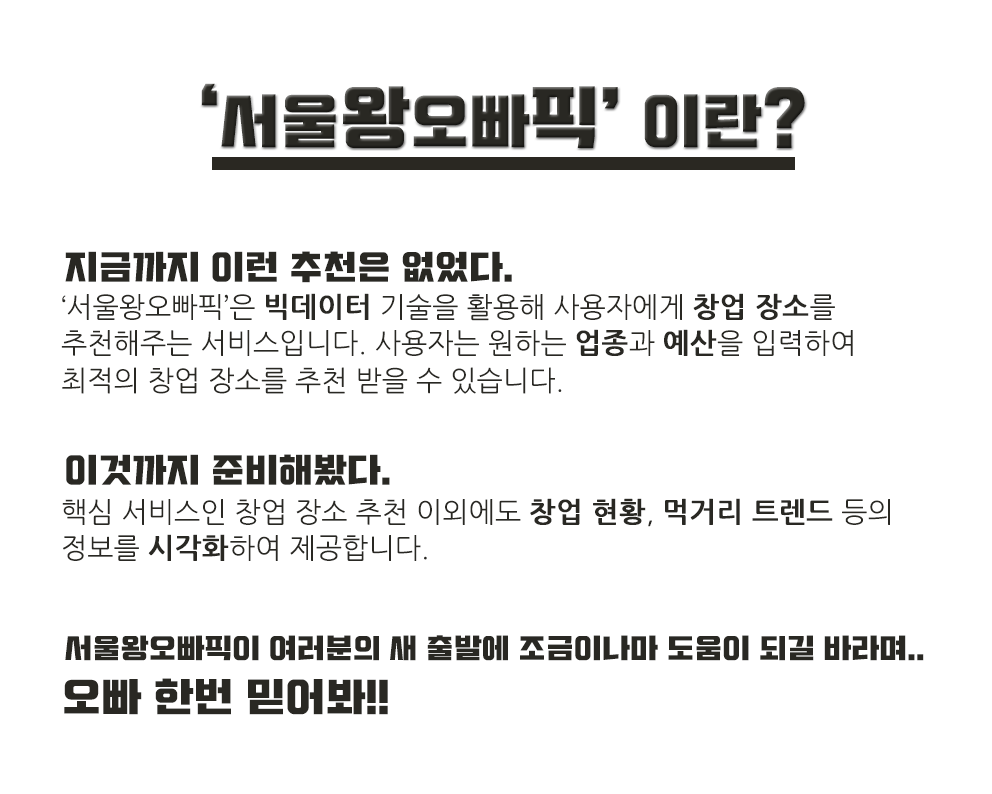 ‘서울왕오빠픽’ 이란?
지금까지 이런 추천은 없었다.
‘서울왕오빠픽’은 빅데이터 기술을 활용해 사용자에게 창업 장소를
추천해주는 서비스입니다. 사용자는 원하는 업종과 예산을 입력하여
최적의 창업 장소를 추천 받을 수 있습니다.
이것까지 준비해봤다.
핵심 서비스인 창업 장소 추천 이외에도 창업 현황, 먹거리 트렌드 등의
정보를 시각화하여 제공합니다.
서울왕오빠픽이 여러분의 새 출발에 조금이나마 도움이 되길 바라며..
오빠 한번 믿어봐!!